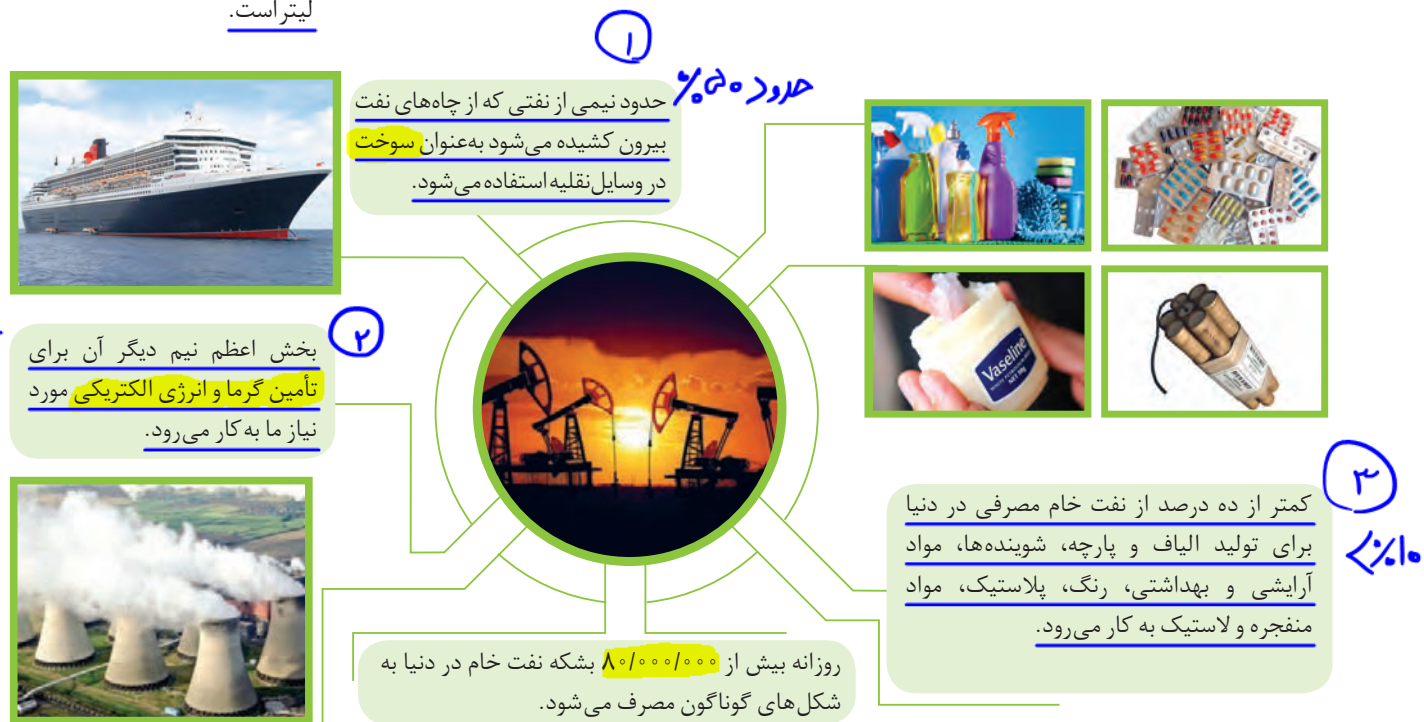 لیتر است.
۱
حدود ۵۰%
حدود نیمی از نفتی که از چاه‌های نفت
بیرون کشیده می‌شود به‌عنوان سوخت
در وسایل‌نقلیه استفاده می‌شود.
۲
بخش اعظم نیم دیگر آن برای
تأمین گرما و انرژی الکتریکی مورد
نیاز ما به کار می‌رود.
Vaseline
۳
کمتر از ده درصد از نفت خام مصرفی در دنیا
برای تولید الیاف و پارچه، شوینده‌ها، مواد
آرایشی و بهداشتی، رنگ، پلاستیک، مواد
منفجره و لاستیک به کار می‌رود.
<%۱۰
روزانه بیش از ۸۰/۰۰۰/۰۰۰ بشکه نفت خام در دنیا به
شکل‌های گوناگون مصرف می‌شود.